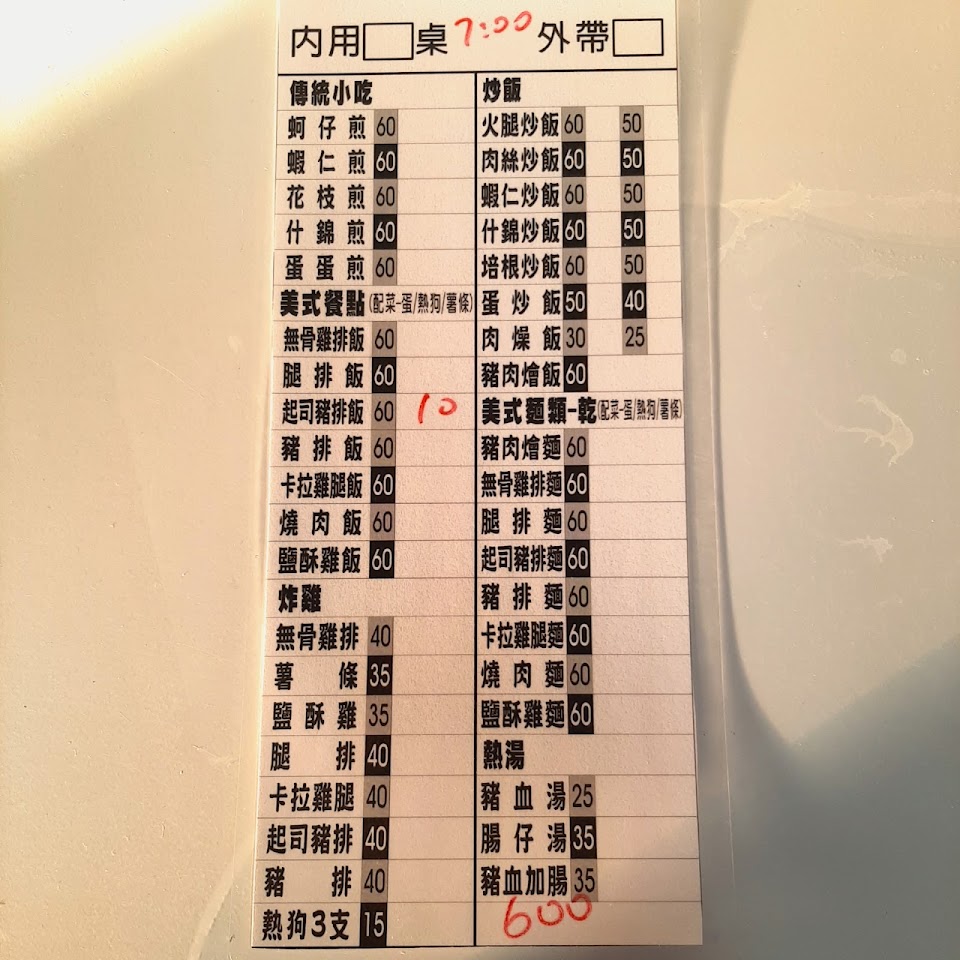 內用□桌 7:00 外帶□
傳統小吃
蚵仔煎 60
蝦仁煎 60
花枝煎 60
什錦煎 60
蛋蛋煎 60
美式餐點(配菜-蛋/熱狗/薯條)
無骨雞排飯 60
腿排飯 60
起司豬排飯 60 10
豬排飯 60
卡拉雞腿飯 60
燒肉飯 60
鹽酥雞飯 60
炸雞
無骨雞排 40
薯條 35
鹽酥雞 35
腿排 40
卡拉雞腿 40
起司豬排 40
豬排 40
熱狗3支 15
炒飯
火腿炒飯 60 50
肉絲炒飯 60 50
蝦仁炒飯 60 50
什錦炒飯 60 50
培根炒飯 60 50
蛋炒飯 50 40
肉燥飯 30 25
豬肉燴飯 60
美式麵類-乾(配菜-蛋/熱狗/薯條)
豬肉燴麵 60
無骨雞排麵 60
腿排麵 60
起司豬排麵 60
豬排麵 60
卡拉雞腿麵 60
燒肉麵 60
鹽酥雞麵 60
熱湯
豬血湯 25
腸仔湯 35
豬血加腸 35
600